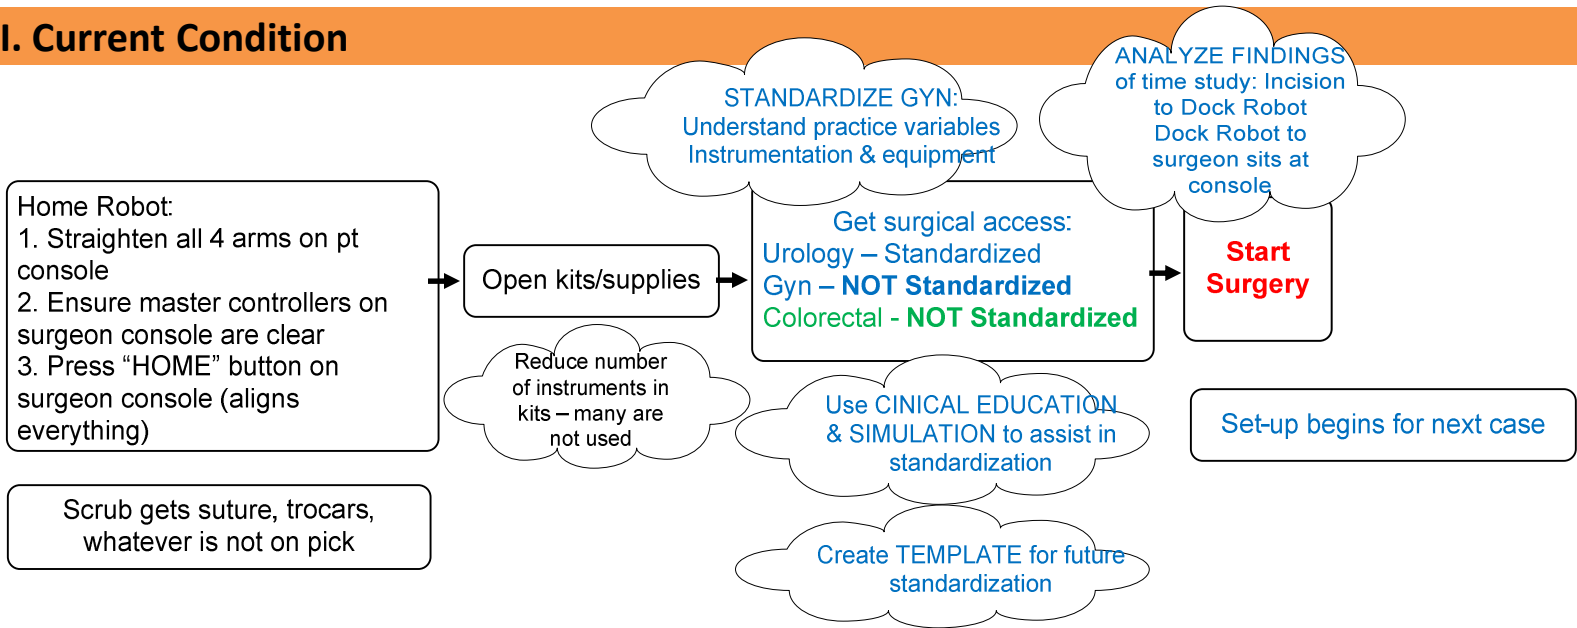 I. Current Condition
STANDARDIZE GYN:
Understand practice variables
Instrumentation & equipment
ANALYZE FINDINGS
of time study: Incision
to Dock Robot
Dock Robot to
surgeon sits at
console
Home Robot:
1. Straighten all 4 arms on pt
console
2. Ensure master controllers on
surgeon console are clear
3. Press “HOME” button on
surgeon console (aligns
everything)
Open kits/supplies
Get surgical access:
Urology – Standardized
Gyn – NOT Standardized
Colorectal - NOT Standardized
Start
Surgery
Reduce number
of instruments in
kits – many are
not used
Use CINICAL EDUCATION
& SIMULATION to assist in
standardization
Set-up begins for next case
Scrub gets suture, trocars,
whatever is not on pick
Create TEMPLATE for future
standardization